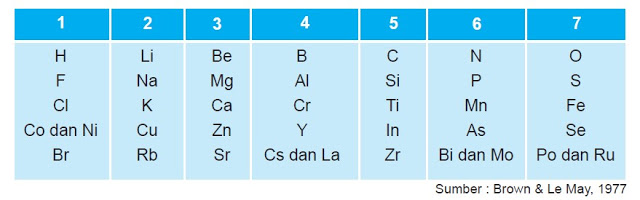 1 2 3 4 5 6 7
H Li Be B C N O
F Na Mg Al Si P S
Cl K Ca Cr Ti Mn Fe
Co dan Ni Cu Zn Y In As Se
Br Rb Sr Cs dan La Zr Bi dan Mo Po dan Ru
Sumber : Brown & Le May, 1977